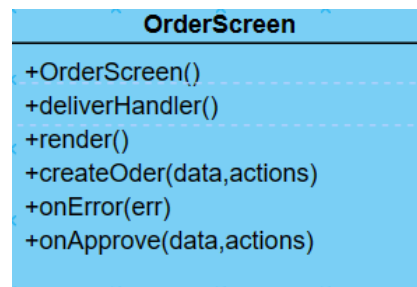 OrderScreen
+OrderScreen()
+deliverHandler()
+render()
+createOder(data,actions)
+onError(err)
+onApprove(data,actions)